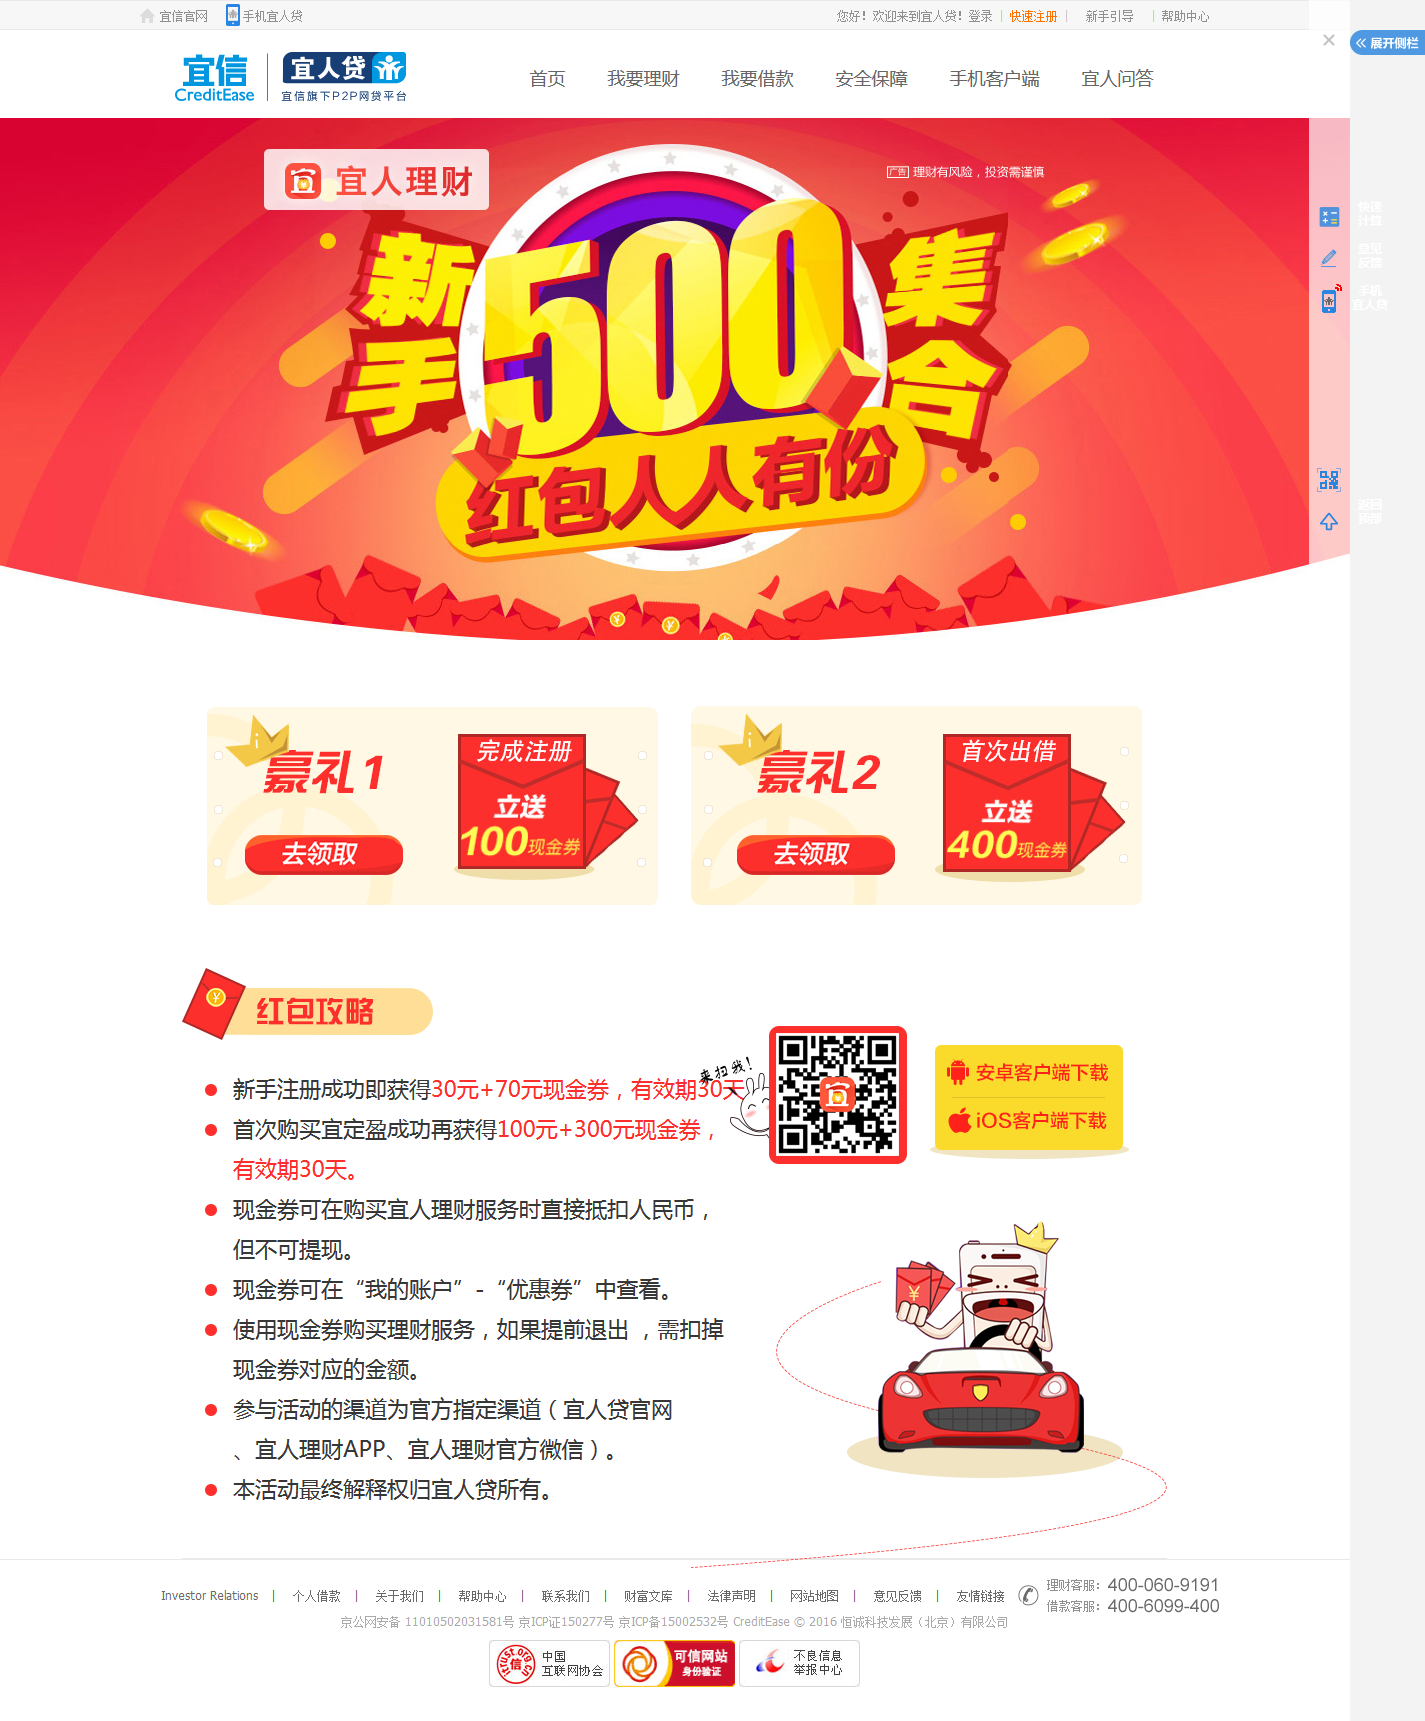 宜信官网 手机宜人贷 您好！欢迎来到宜人贷！登录 | 快速注册 | 新手引导 | 帮助中心
展开侧栏
宜信 CreditEase
宜人贷
宜信旗下P2P网贷平台
首页 我要理财 我要借款 安全保障 手机客户端 宜人问答
宜人理财
广告 理财有风险，投资需谨慎
新手 500 集合
红包人人有份
快速
计算
意见
反馈
手机
宜人贷
返回
顶部
豪礼1
完成注册
立送
100现金券
去领取
豪礼2
首次出借
立送
400现金券
去领取
红包攻略
来扫我！
安卓客户端下载
iOS客户端下载
新手注册成功即获得30元+70元现金券，有效期30天
首次购买宜定盈成功再获得100元+300元现金券，
有效期30天。
现金券可在购买宜人理财服务时直接抵扣人民币，
但不可提现。
现金券可在“我的账户”-“优惠券”中查看。
使用现金券购买理财服务，如果提前退出 ，需扣掉
现金券对应的金额。
参与活动的渠道为官方指定渠道（宜人贷官网
、宜人理财APP、宜人理财官方微信）。
本活动最终解释权归宜人贷所有。
Investor Relations | 个人借款 | 关于我们 | 帮助中心 | 联系我们 | 财富文库 | 法律声明 | 网站地图 | 意见反馈 | 友情链接
理财客服：400-060-9191
借款客服：400-6099-400
京公网安备 11010502031581号 京ICP证150277号 京ICP备15002532号 CreditEase © 2016 恒诚科技发展（北京）有限公司
itrust.org.cn
信
中国
互联网协会
可信网站
身份验证
不良信息
举报中心